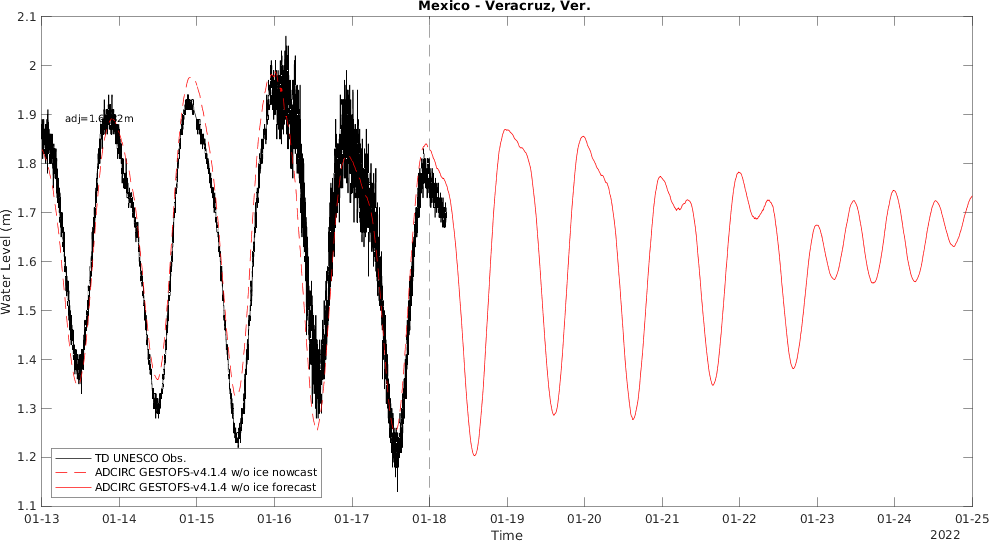 Mexico - Veracruz, Ver.
2.1
2
1.9
1.8
1.7
1.6
1.5
1.4
1.3
1.2
1.1
Water Level (m)
TD UNESCO Obs.
ADCIRC GESTOFS-v4.1.4 w/o ice nowcast
ADCIRC GESTOFS-v4.1.4 w/o ice forecast
01-13 01-14 01-15 01-16 01-17 01-18 01-19 01-20 01-21 01-22 01-23 01-24 01-25
Time
2022